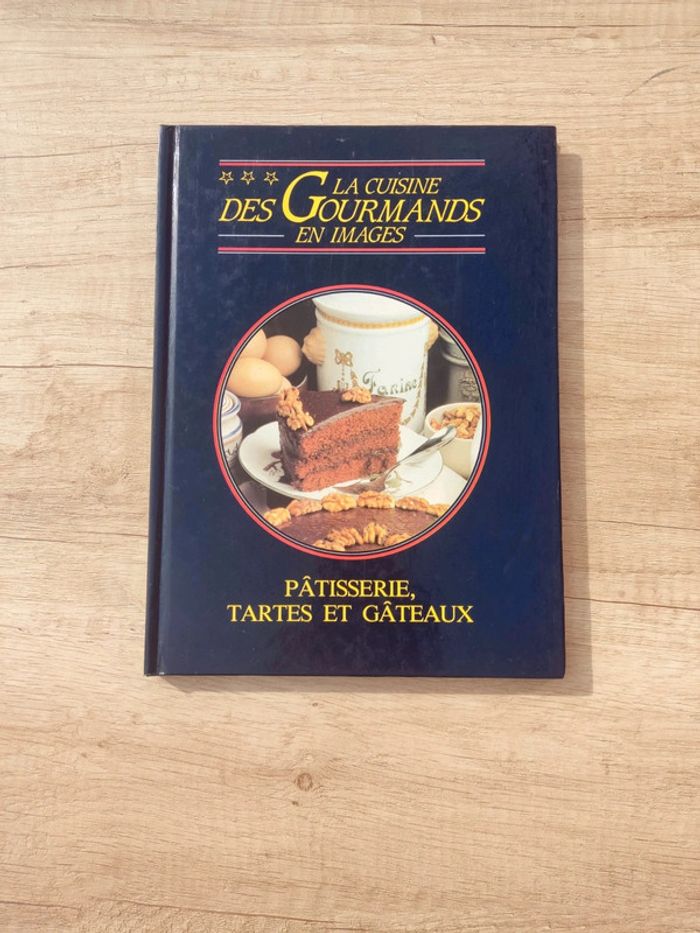 LA CUISINE
DES GOURMANDS
EN IMAGES
Farine
PÂTISSERIE,
TARTES ET GÂTEAUX